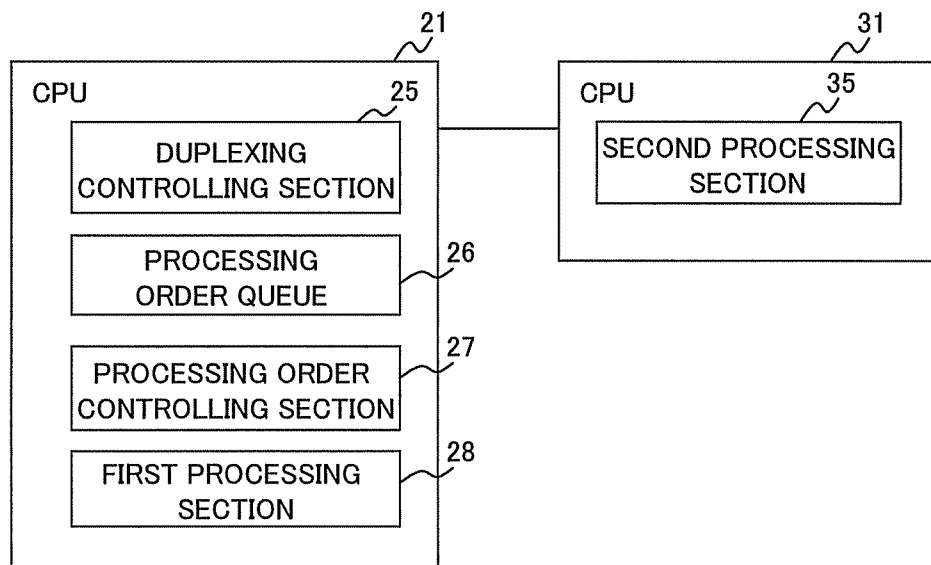 21
CPU
25
DUPLEXING
CONTROLLING SECTION
PROCESSING
ORDER QUEUE
26
PROCESSING ORDER
CONTROLLING SECTION
27
FIRST PROCESSING
SECTION
28
31
CPU
35
SECOND PROCESSING
SECTION